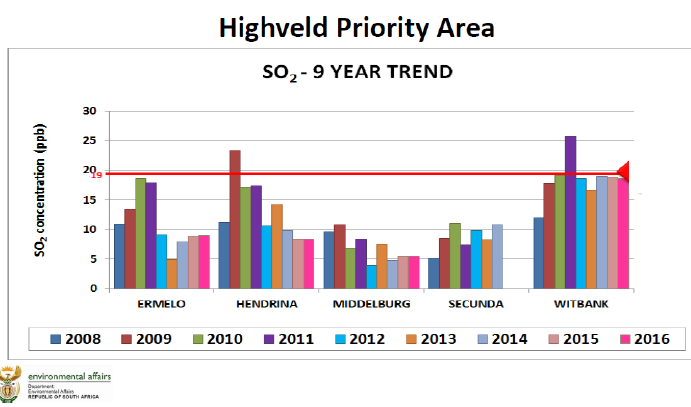 Highveld Priority Area
SO₂ - 9 YEAR TREND
SO₂ concentration (ppb)
30
25
20
19
15
10
5
0
ERMELO HENDRINA MIDDELBURG SECUNDA WITBANK
2008 2009 2010 2011 2012 2013 2014 2015 2016
environmental affairs
Department:
Environmental Affairs
REPUBLIC OF SOUTH AFRICA